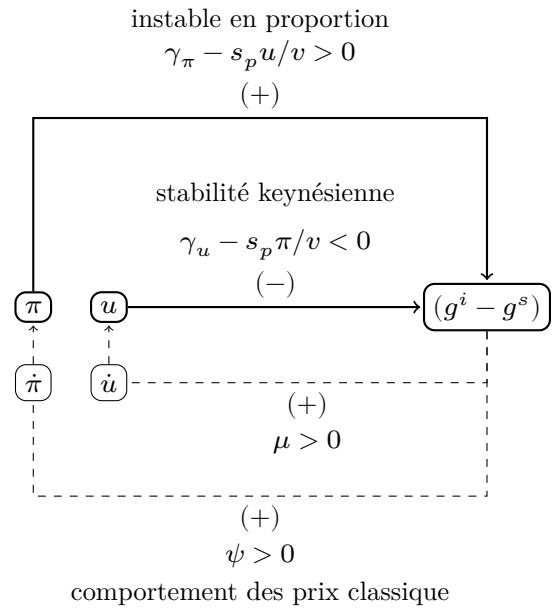 instable en proportion
γ_π − s_p u/v > 0
(+)
stabilité keynésienne
γ_u − s_p π/v < 0
(−)
π u (g^i − g^s)
π̇ u̇
(+)
μ > 0
(+)
ψ > 0
comportement des prix classique